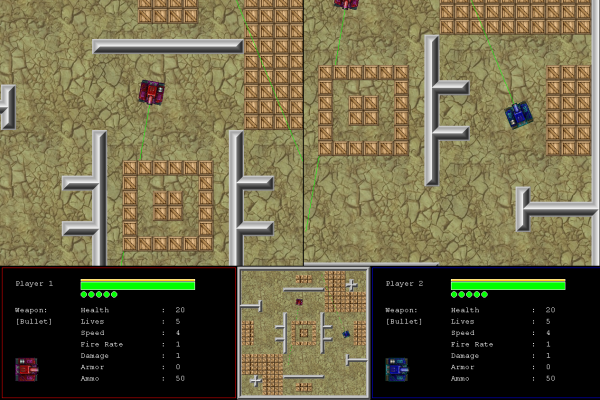 Player 1
Weapon:
[Bullet]
Health : 20
Lives : 5
Speed : 4
Fire Rate : 1
Damage : 1
Armor : 0
Ammo : 50
Player 2
Weapon:
[Bullet]
Health : 20
Lives : 5
Speed : 4
Fire Rate : 1
Damage : 1
Armor : 0
Ammo : 50